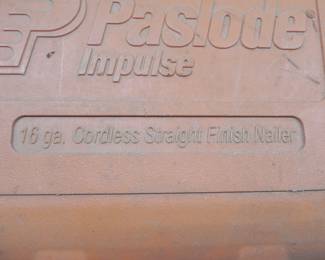 Paslode
Impulse
16 ga. Cordless Straight Finish Nailer